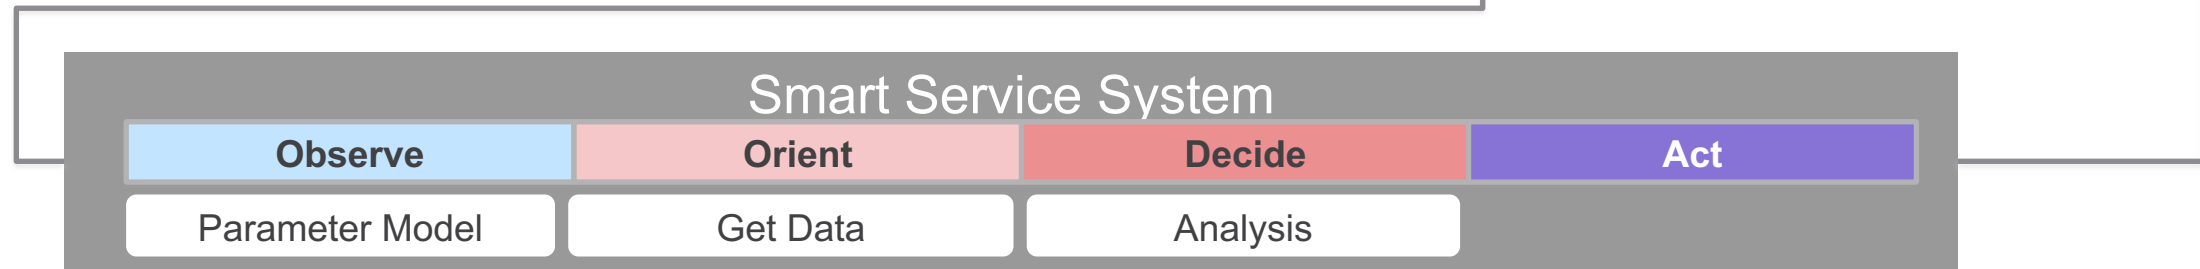 Smart Service System
Observe Orient Decide Act
Parameter Model Get Data Analysis